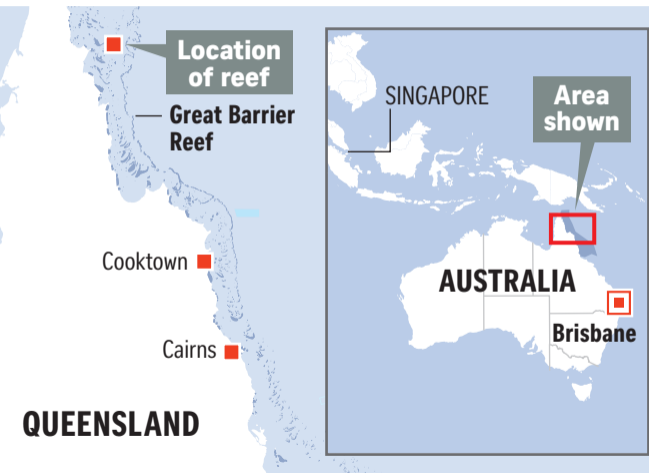 Location
of reef
Great Barrier
Reef
Cooktown
Cairns
QUEENSLAND
SINGAPORE
Area
shown
AUSTRALIA
Brisbane